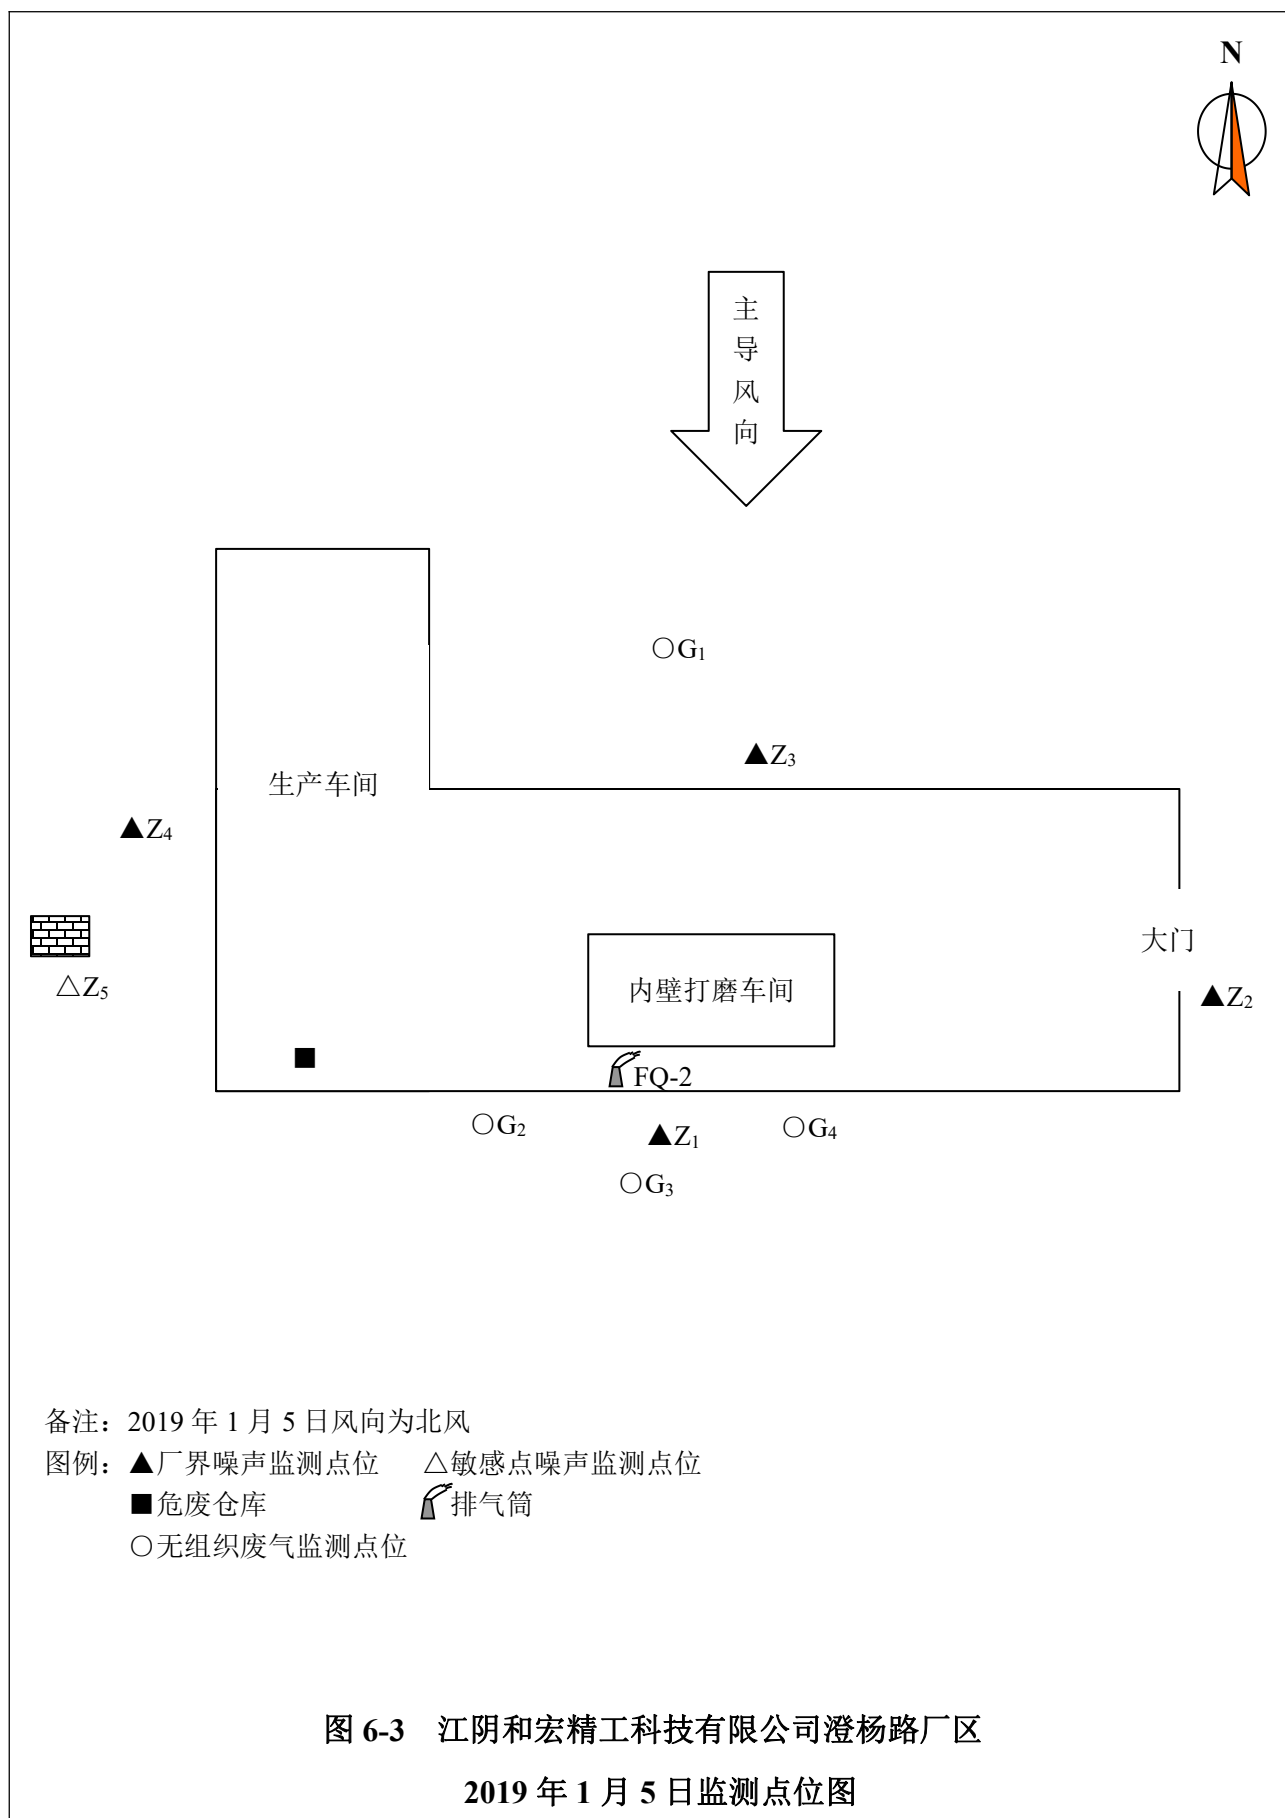 N
主
导
风
向
○G₁
▲Z₃
生产车间
▲Z₄
大门
△Z₅
内壁打磨车间
▲Z₂
FQ-2
○G₂
▲Z₁
○G₄
○G₃
备注：2019 年 1 月 5 日风向为北风
图例：▲厂界噪声监测点位 △敏感点噪声监测点位
■危废仓库 排气筒
○无组织废气监测点位
图 6-3 江阴和宏精工科技有限公司澄杨路厂区
2019 年 1 月 5 日监测点位图